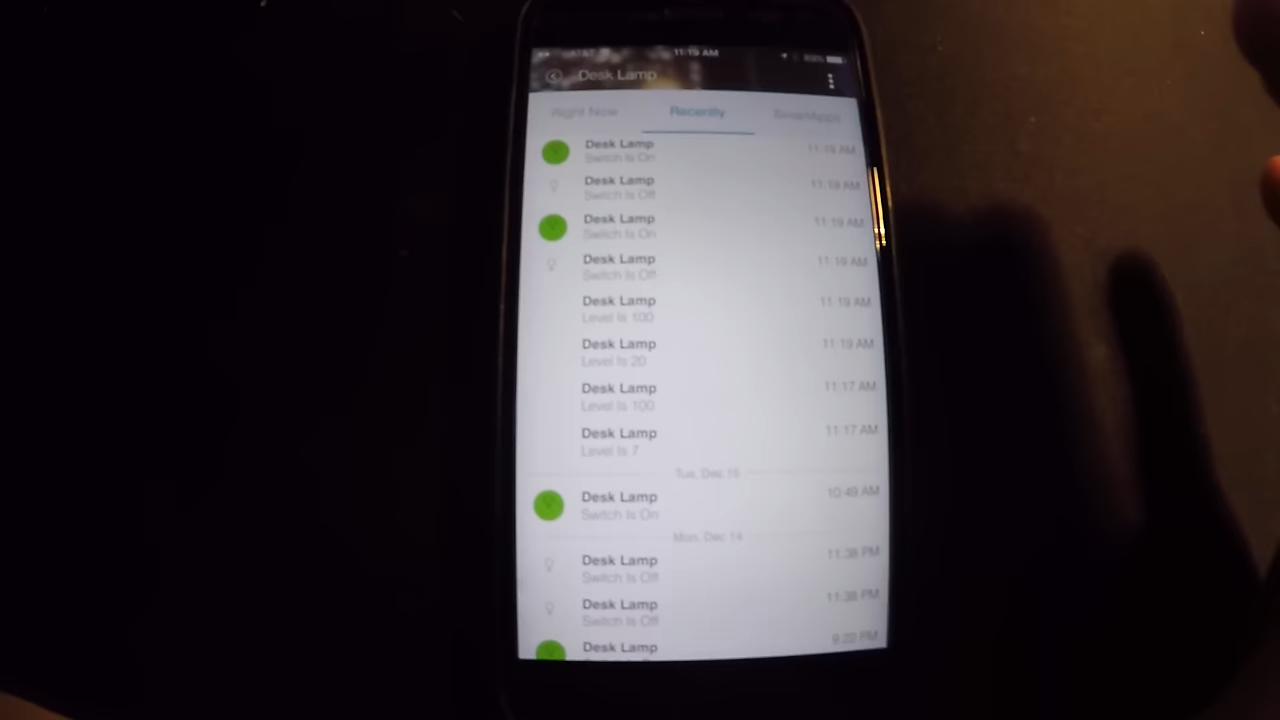 AT&T 11:19 AM 89%
Desk Lamp
Right Now Recently SmartApps
Desk Lamp 11:19 AM
Switch Is On
Desk Lamp 11:19 AM
Switch Is Off
Desk Lamp 11:19 AM
Switch Is On
Desk Lamp 11:19 AM
Switch Is Off
Desk Lamp 11:19 AM
Level Is 100
Desk Lamp 11:19 AM
Level Is 20
Desk Lamp 11:17 AM
Level Is 100
Desk Lamp 11:17 AM
Level Is 7
Tue, Dec 15
Desk Lamp 10:49 AM
Switch Is On
Mon, Dec 14
Desk Lamp 11:38 PM
Switch Is Off
Desk Lamp 11:38 PM
Switch Is Off
Desk Lamp 9:22 PM